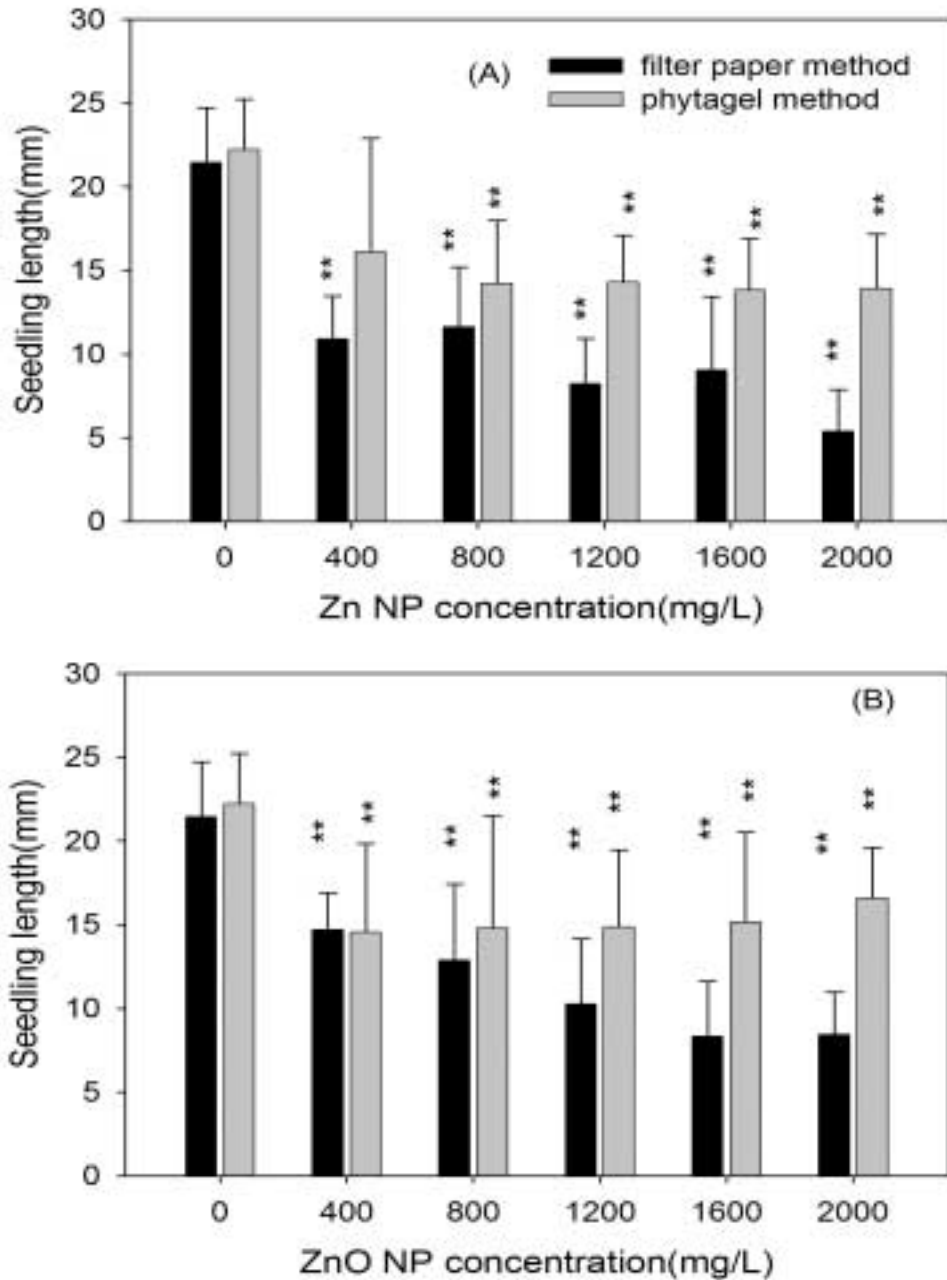 30
(A)
filter paper method
phytagel method
25
20
15
10
5
0
Seedling length(mm)
** ** ** ** ** ** ** ** **
0 400 800 1200 1600 2000
Zn NP concentration(mg/L)
30
(B)
25
20
15
10
5
0
Seedling length(mm)
** ** ** ** ** ** ** ** ** **
0 400 800 1200 1600 2000
ZnO NP concentration(mg/L)